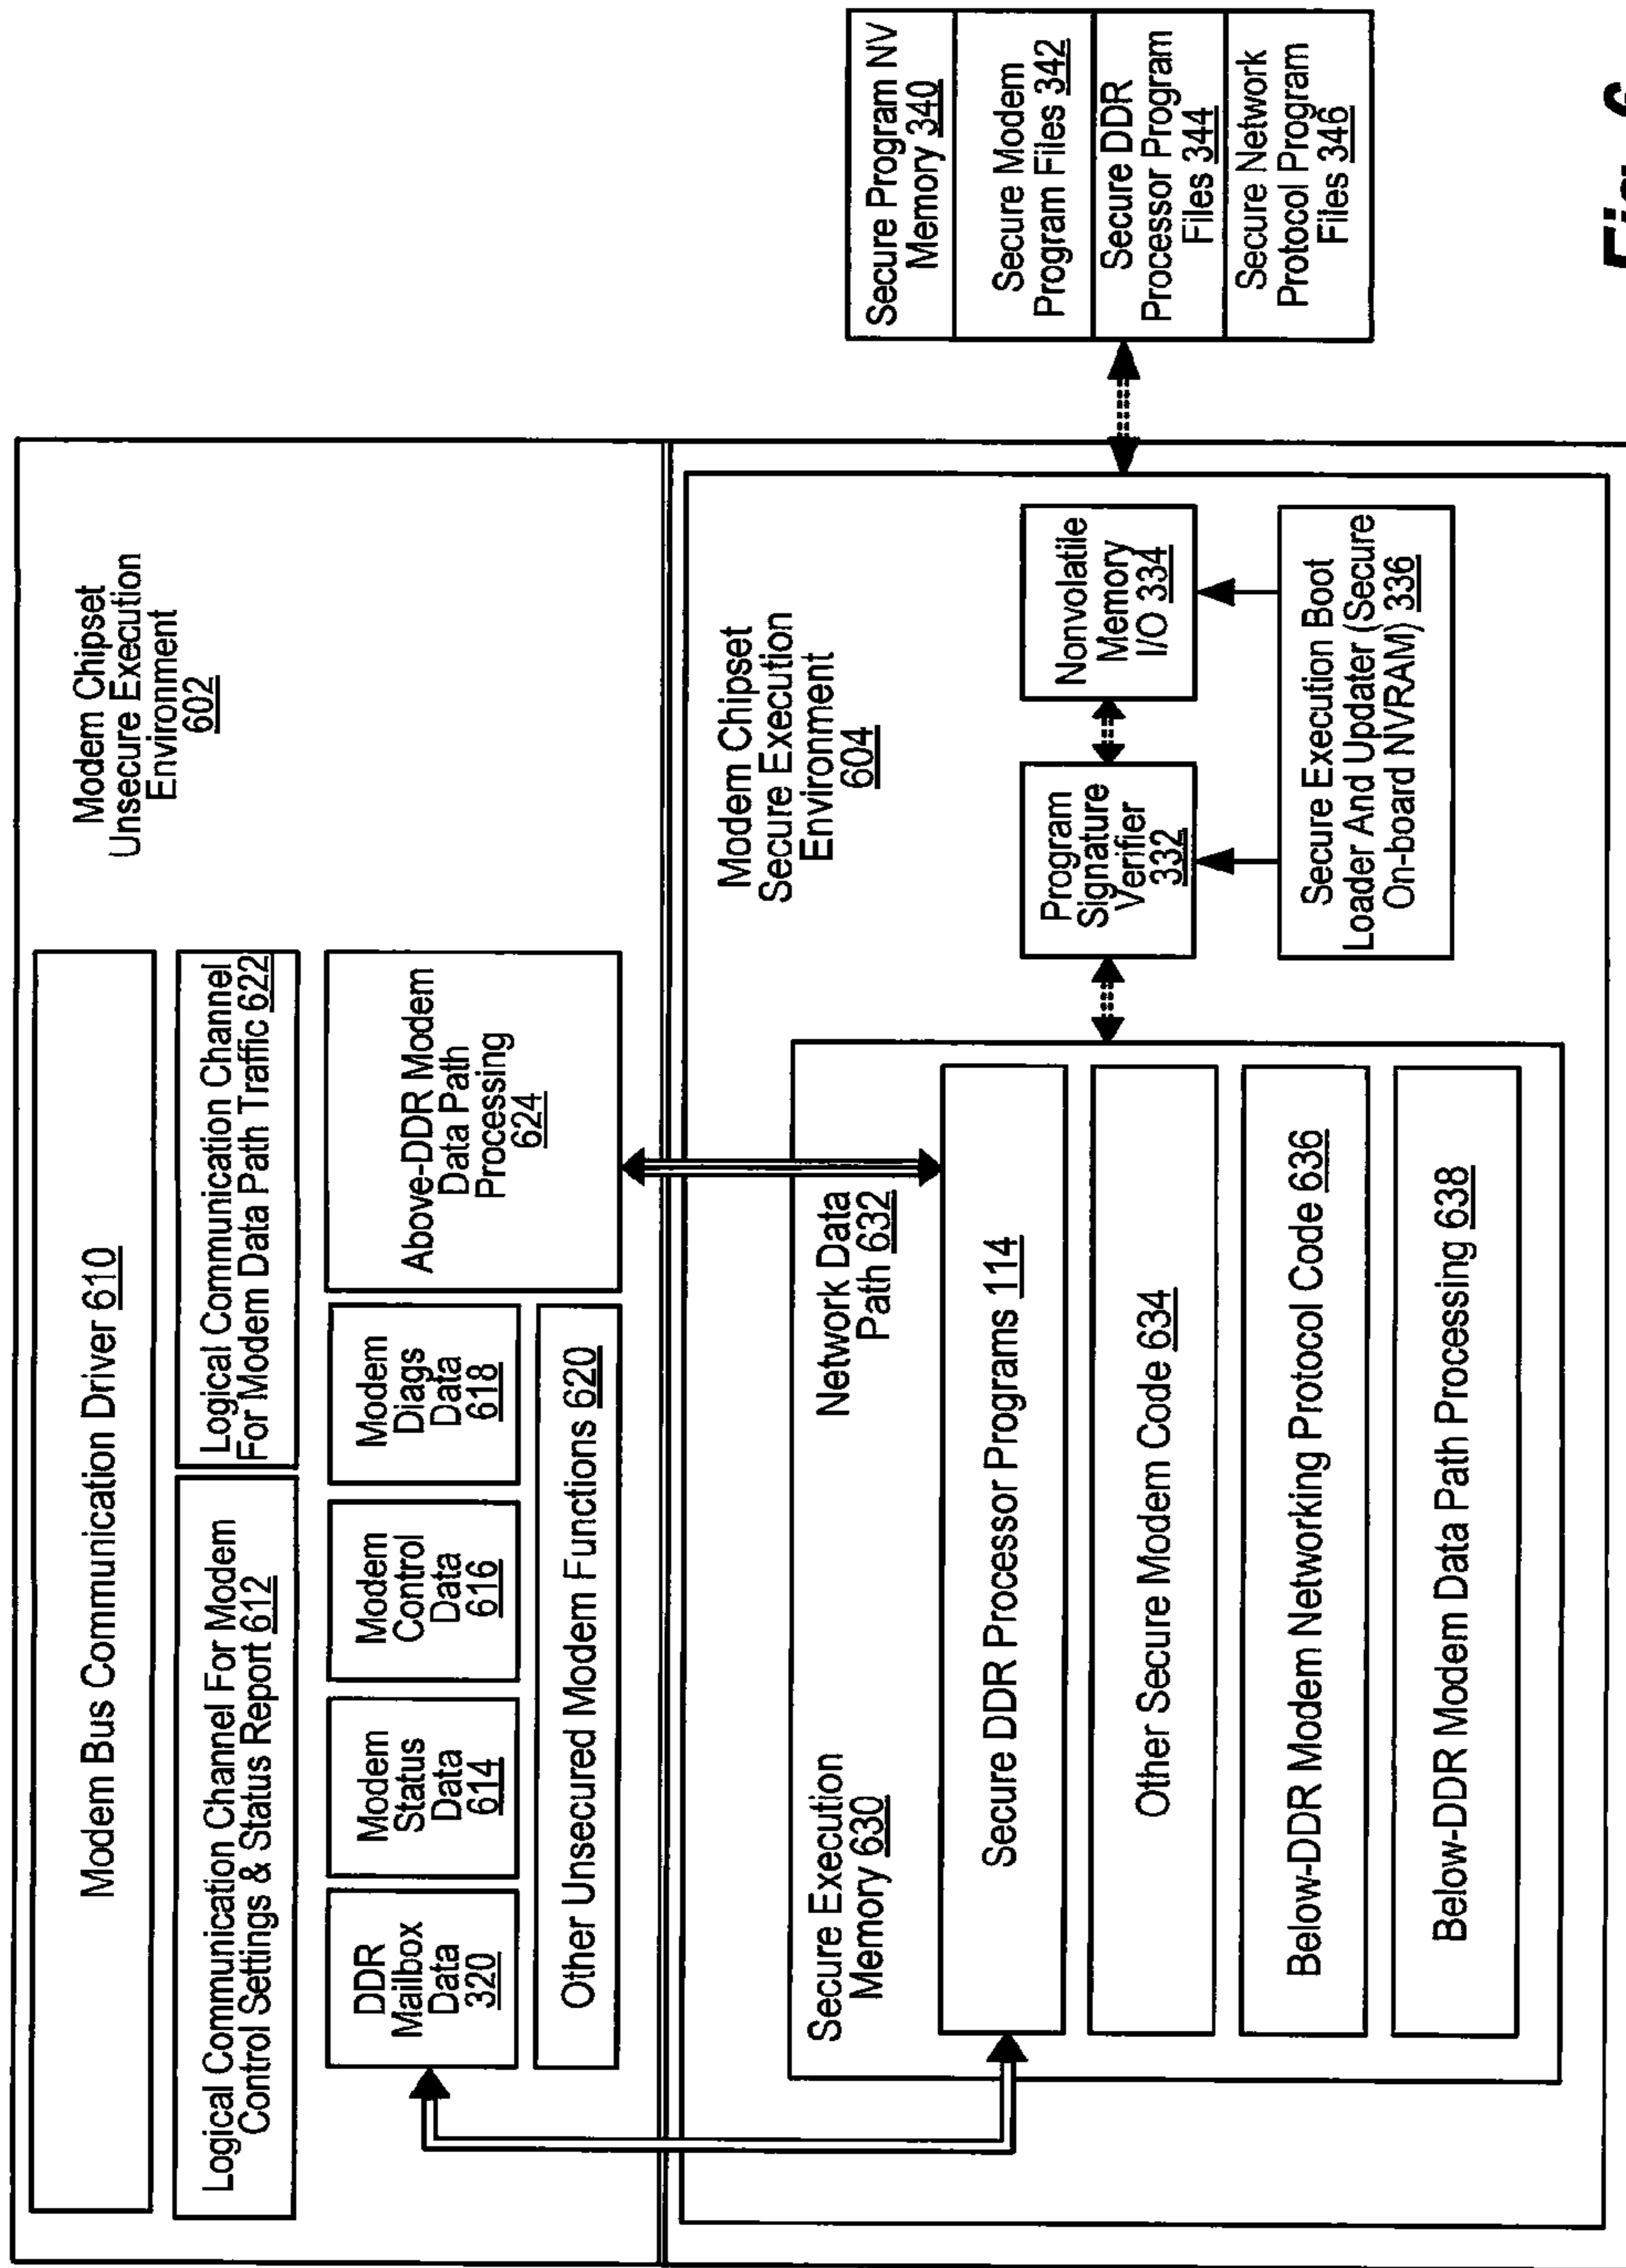 Modem Chipset
Unsecure Execution
Environment
602
Modem Bus Communication Driver 610
Logical Communication Channel For Modem
Control Settings & Status Report 612
Logical Communication Channel
For Modem Data Path Traffic 622
DDR
Mailbox
Data
320
Modem
Status
Data
614
Modem
Control
Data
616
Modem
Diags
Data
618
Above-DDR Modem
Data Path
Processing
624
Other Unsecured Modem Functions 620
Modem Chipset
Secure Execution
Environment
604
Secure Execution
Memory 630
Network Data
Path 632
Secure DDR Processor Programs 114
Other Secure Modem Code 634
Below-DDR Modem Networking Protocol Code 636
Below-DDR Modem Data Path Processing 638
Program
Signature
Verifier
332
Nonvolatile
Memory
I/O 334
Secure Execution Boot
Loader And Updater (Secure
On-board NVRAM) 336
Secure Program NV
Memory 340
Secure Modem
Program Files 342
Secure DDR
Processor Program
Files 344
Secure Network
Protocol Program
Files 346